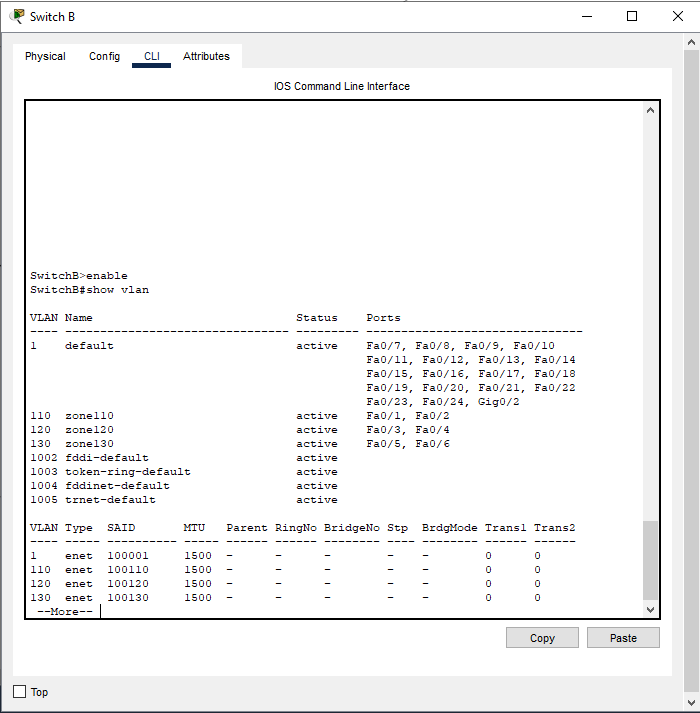 Switch B
Physical Config CLI Attributes
IOS Command Line Interface
SwitchB>enable
SwitchB#show vlan
VLAN Name                             Status    Ports
---- -------------------------------- --------- -------------------------------
1    default                          active    Fa0/7, Fa0/8, Fa0/9, Fa0/10
                                                Fa0/11, Fa0/12, Fa0/13, Fa0/14
                                                Fa0/15, Fa0/16, Fa0/17, Fa0/18
                                                Fa0/19, Fa0/20, Fa0/21, Fa0/22
                                                Fa0/23, Fa0/24, Gig0/2
110  zone110                          active    Fa0/1, Fa0/2
120  zone120                          active    Fa0/3, Fa0/4
130  zone130                          active    Fa0/5, Fa0/6
1002 fddi-default                     active
1003 token-ring-default               active
1004 fddinet-default                  active
1005 trnet-default                    active
VLAN Type  SAID       MTU   Parent RingNo BridgeNo Stp  BrdgMode Trans1 Trans2
---- ----- ---------- ----- ------ ------ -------- ---- -------- ------ ------
1    enet  100001     1500  -      -      -        -    -        0      0
110  enet  100110     1500  -      -      -        -    -        0      0
120  enet  100120     1500  -      -      -        -    -        0      0
130  enet  100130     1500  -      -      -        -    -        0      0
 --More--
Copy Paste
Top